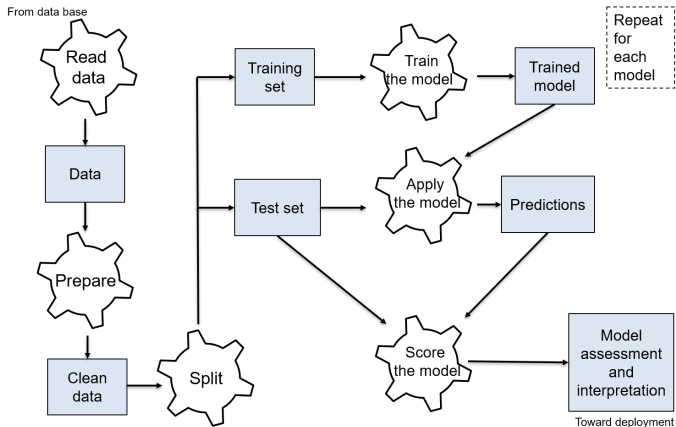 From data base
Read
data
Data
Prepare
Clean
data
Split
Training
set
Train
the model
Trained
model
Repeat
for
each
model
Test set
Apply
the model
Predictions
Score
the model
Model
assessment
and
interpretation
Toward deployment